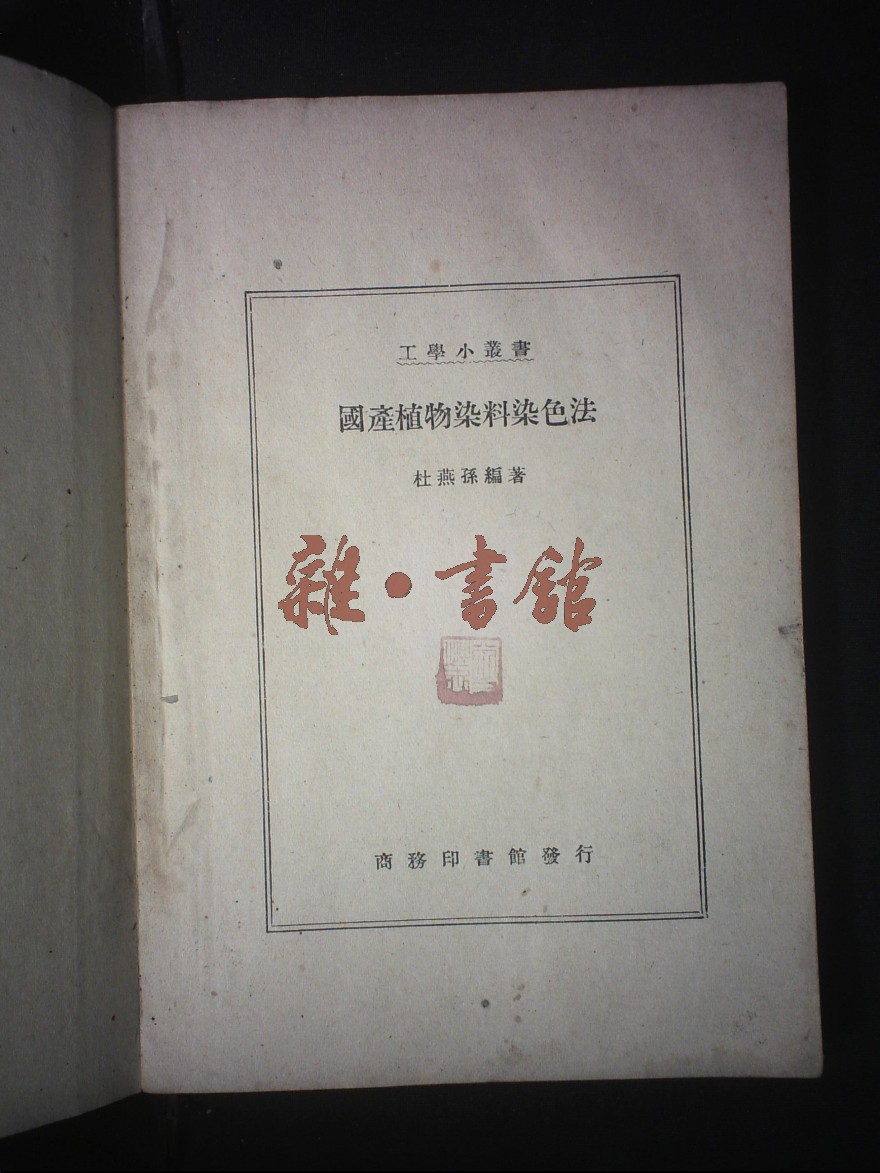 工學小叢書
國產植物染料染色法
杜燕孫編著
雜·書館
商務印書館發行